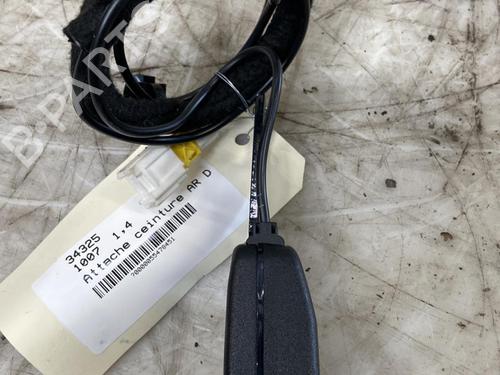 B-PARTS
34325 1,4
1007
Attache ceinture AR D